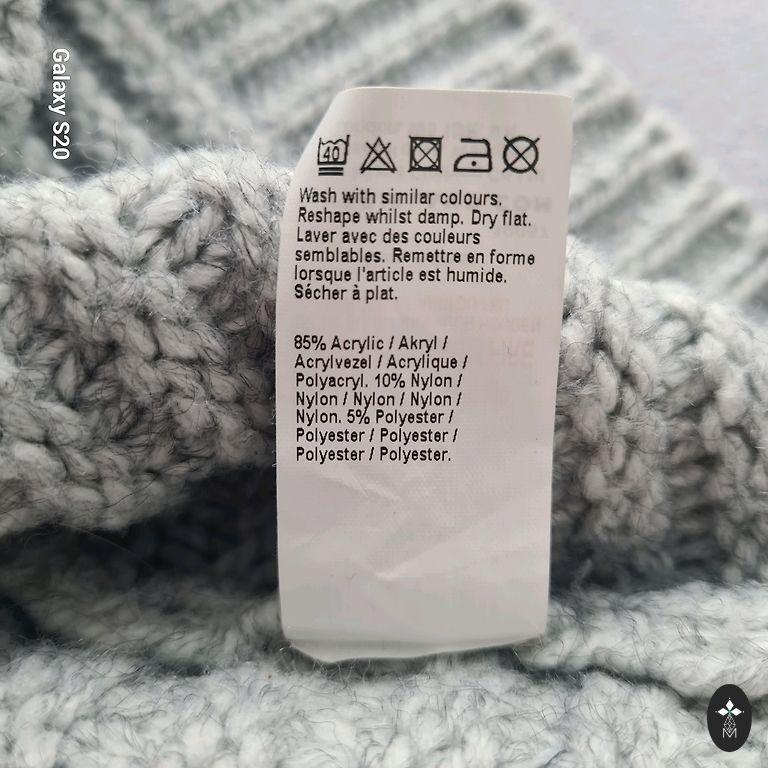 Galaxy S20
40
Wash with similar colours.
Reshape whilst damp. Dry flat.
Laver avec des couleurs
semblables. Remettre en forme
lorsque l'article est humide.
Sécher à plat.
85% Acrylic / Akryl /
Acrylvezel / Acrylique /
Polyacryl. 10% Nylon /
Nylon / Nylon / Nylon /
Nylon. 5% Polyester /
Polyester / Polyester /
Polyester / Polyester.
M